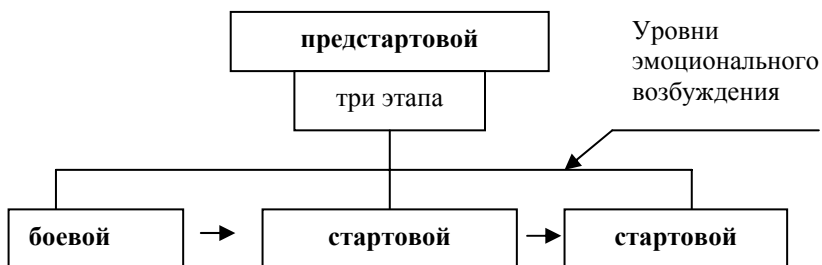 предстартовой
три этапа
Уровни
эмоционального
возбуждения
боевой
стартовой
стартовой